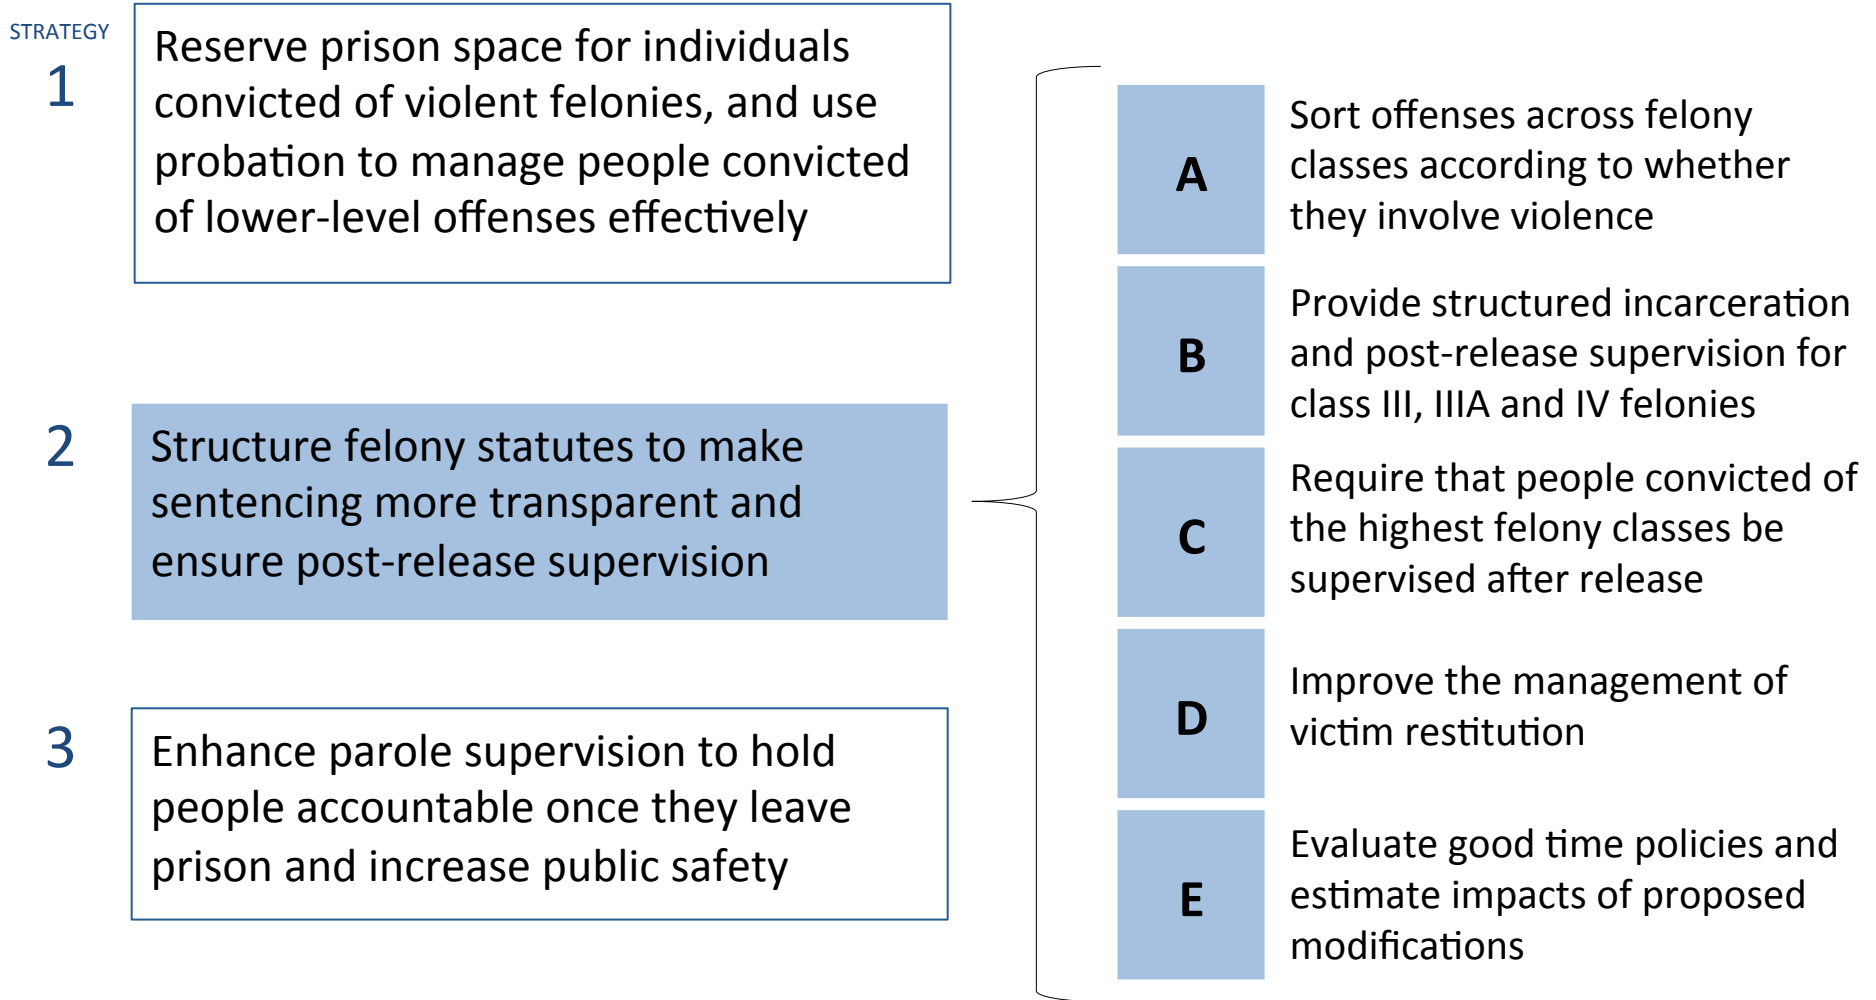 STRATEGY
1
Reserve prison space for individuals
convicted of violent felonies, and use
probation to manage people convicted
of lower-level offenses effectively
2
Structure felony statutes to make
sentencing more transparent and
ensure post-release supervision
3
Enhance parole supervision to hold
people accountable once they leave
prison and increase public safety
A
Sort offenses across felony
classes according to whether
they involve violence
B
Provide structured incarceration
and post-release supervision for
class III, IIIA and IV felonies
C
Require that people convicted of
the highest felony classes be
supervised after release
D
Improve the management of
victim restitution
E
Evaluate good time policies and
estimate impacts of proposed
modifications